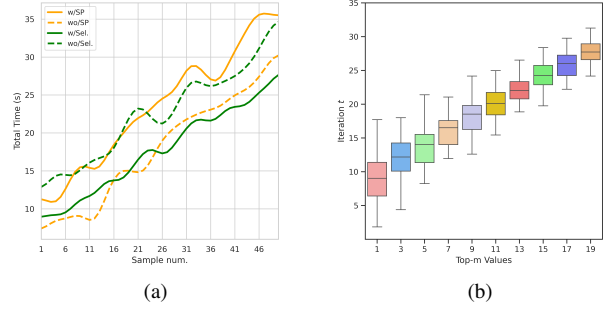 w/SP
wo/SP
w/Sel.
wo/Sel.
Total Time (s)
35
30
25
20
15
10
1 6 11 16 21 26 31 36 41 46
Sample num.
(a)
Iteration t
35
30
25
20
15
10
5
1 3 5 7 9 11 13 15 17 19
Top-m Values
(b)